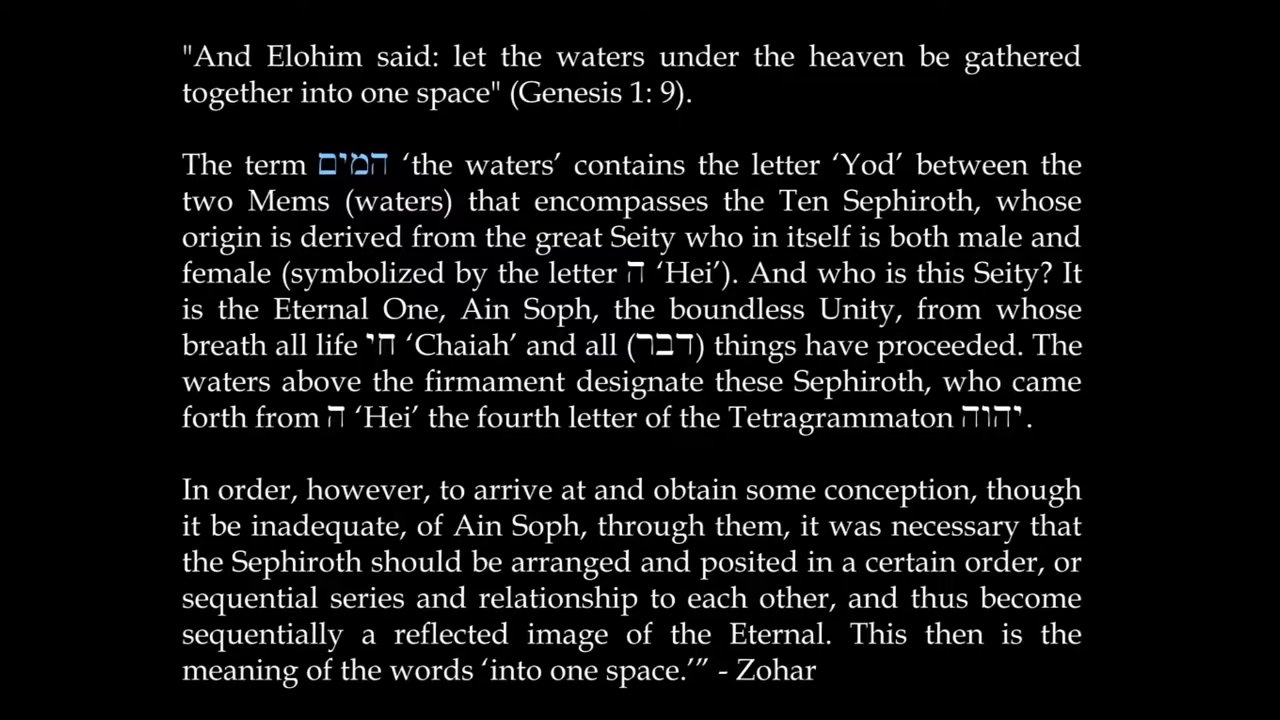 "And Elohim said: let the waters under the heaven be gathered
together into one space" (Genesis 1: 9).
The term המים ‘the waters’ contains the letter ‘Yod’ between the
two Mems (waters) that encompasses the Ten Sephiroth, whose
origin is derived from the great Seity who in itself is both male and
female (symbolized by the letter ה ‘Hei’). And who is this Seity? It
is the Eternal One, Ain Soph, the boundless Unity, from whose
breath all life חי ‘Chaiah’ and all (דבר) things have proceeded. The
waters above the firmament designate these Sephiroth, who came
forth from ה ‘Hei’ the fourth letter of the Tetragrammaton יהוה.
In order, however, to arrive at and obtain some conception, though
it be inadequate, of Ain Soph, through them, it was necessary that
the Sephiroth should be arranged and posited in a certain order, or
sequential series and relationship to each other, and thus become
sequentially a reflected image of the Eternal. This then is the
meaning of the words ‘into one space.’” - Zohar